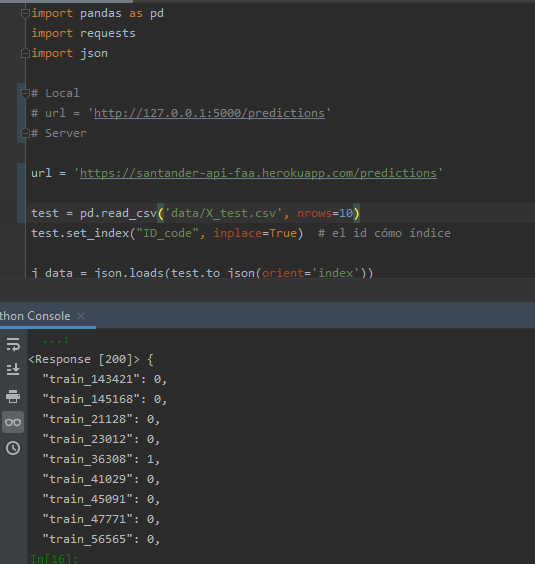 import pandas as pd
import requests
import json
# Local
# url = 'http://127.0.0.1:5000/predictions'
# Server
url = 'https://santander-api-faa.herokuapp.com/predictions'
test = pd.read_csv('data/X_test.csv', nrows=10)
test.set_index("ID_code", inplace=True)  # el id cómo índice
j_data = json.loads(test.to_json(orient='index'))
thon Console ×
...:
<Response [200]> {
"train_143421": 0,
"train_145168": 0,
"train_21128": 0,
"train_23012": 0,
"train_36308": 1,
"train_41029": 0,
"train_45091": 0,
"train_47771": 0,
"train_56565": 0,
In[16]: